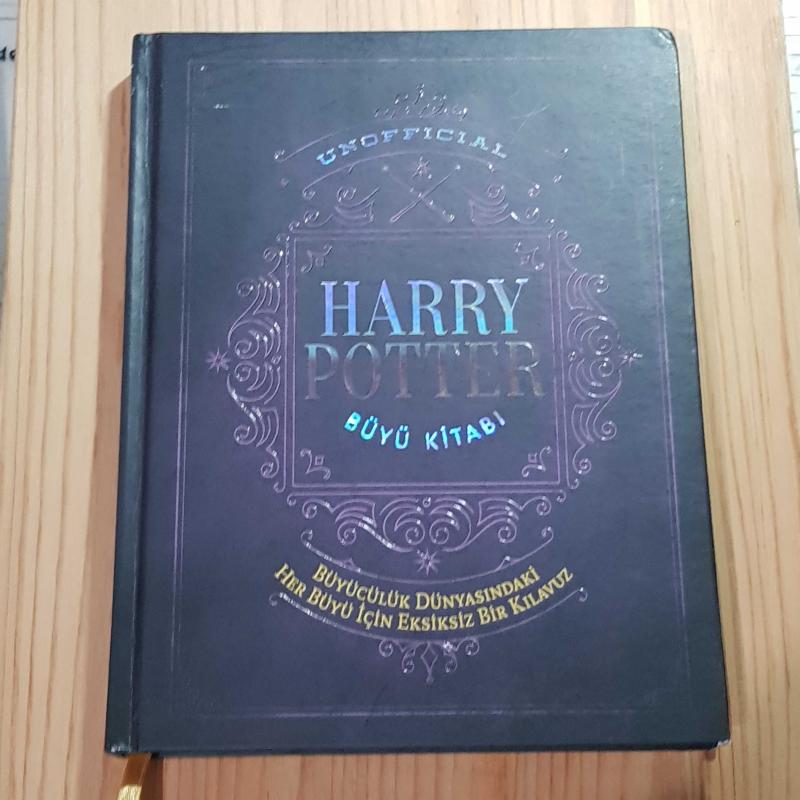 UNOFFICIAL
HARRY
POTTER
BÜYÜ KİTABI
BÜYÜCÜLÜK DÜNYASINDAKİ
HER BÜYÜ İÇİN EKSİKSİZ BİR KILAVUZ